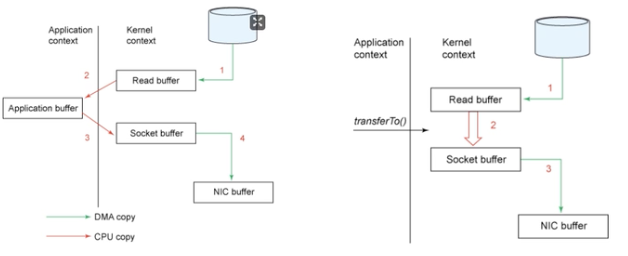 Application
context
Kernel
context
1
2
Read buffer
Application buffer
3
Socket buffer
4
NIC buffer
DMA copy
CPU copy
Application
context
Kernel
context
1
Read buffer
transferTo()
2
Socket buffer
3
NIC buffer